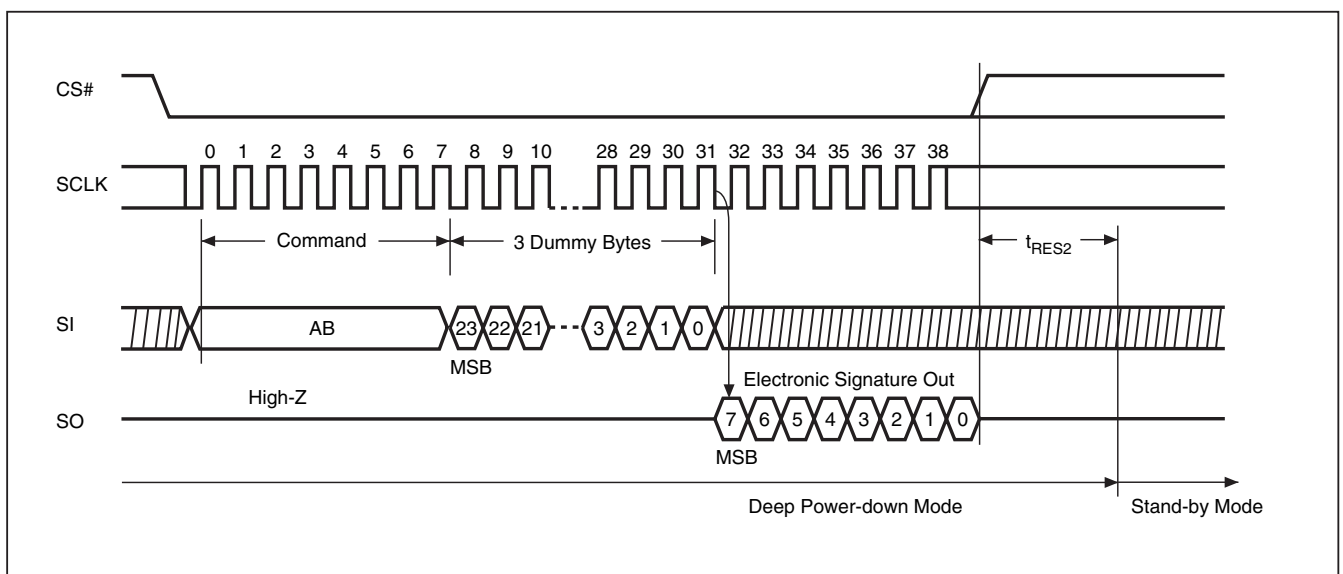 CS#
0 1 2 3 4 5 6 7 8 9 10 28 29 30 31 32 33 34 35 36 37 38
SCLK
Command 3 Dummy Bytes tRES2
SI AB 23 22 21 3 2 1 0
MSB
Electronic Signature Out
High-Z
SO 7 6 5 4 3 2 1 0
MSB
Deep Power-down Mode Stand-by Mode